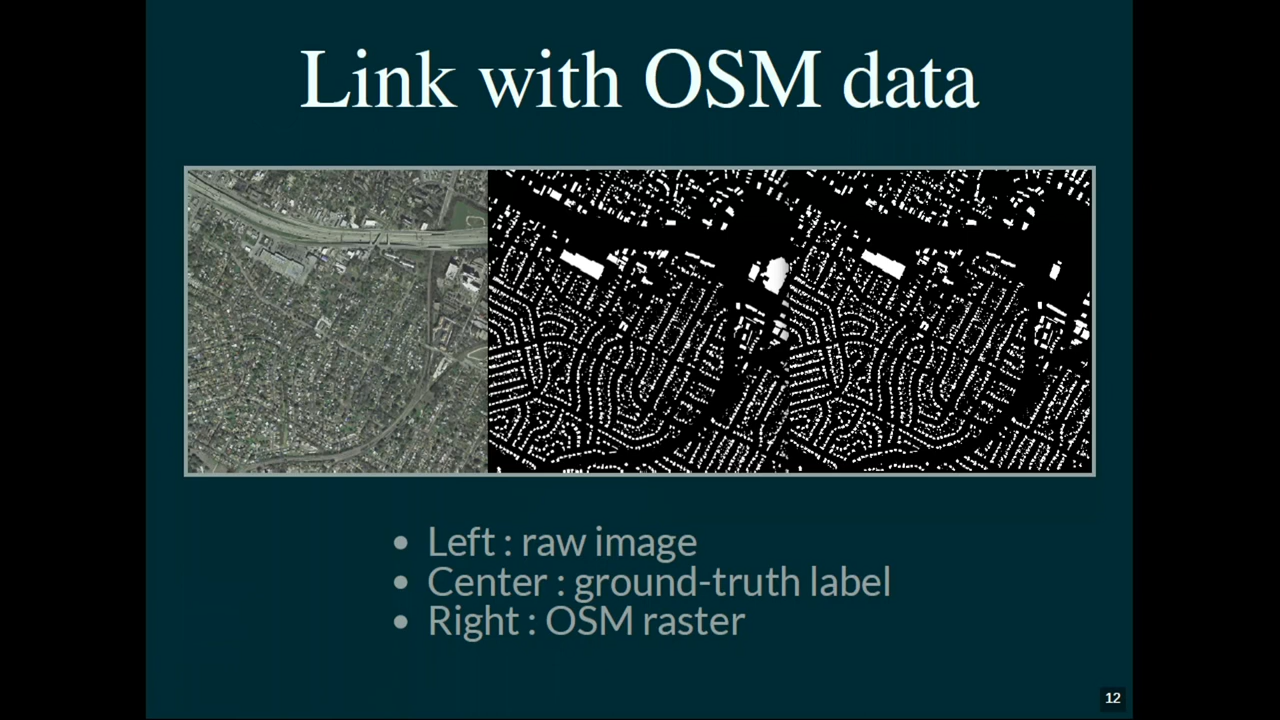 Link with OSM data
• Left : raw image
• Center : ground-truth label
• Right : OSM raster
12